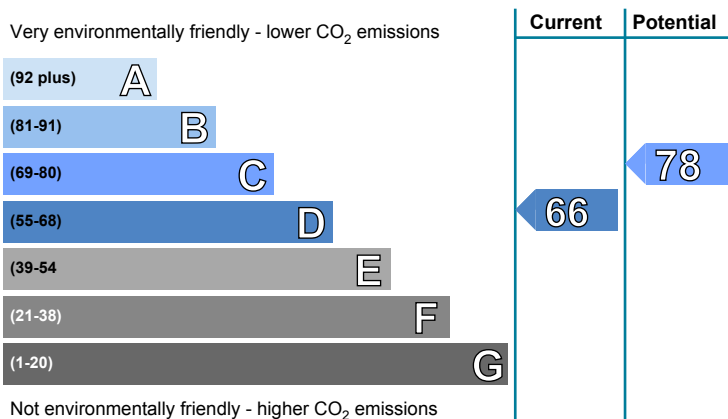 Very environmentally friendly - lower CO₂ emissions
Current
Potential
(92 plus) A
(81-91) B
(69-80) C
78
(55-68) D
66
(39-54 E
(21-38) F
(1-20) G
Not environmentally friendly - higher CO₂ emissions